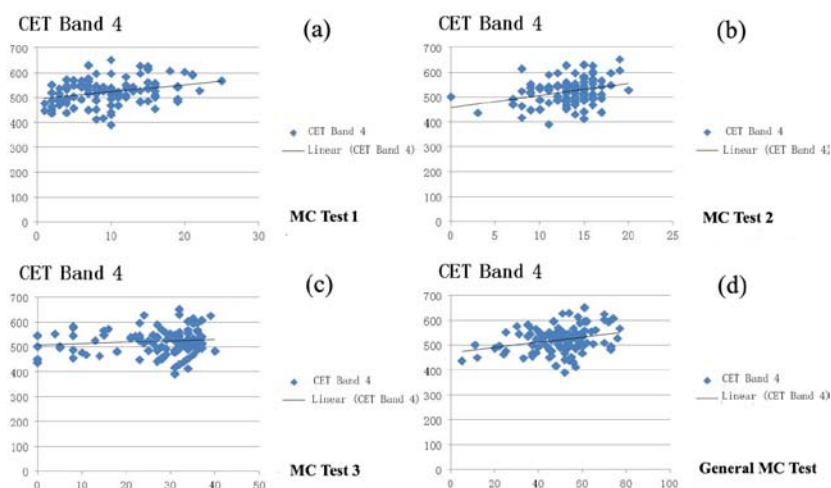 CET Band 4
(a)
700
600
500
400
300
200
100
0
0 10 20 30
CET Band 4
Linear (CET Band 4)
MC Test 1
CET Band 4
(b)
700
600
500
400
300
200
100
0
0 5 10 15 20 25
CET Band 4
Linear (CET Band 4)
MC Test 2
CET Band 4
(c)
700
600
500
400
300
200
100
0
0 10 20 30 40 50
CET Band 4
Linear (CET Band 4)
MC Test 3
CET Band 4
(d)
700
600
500
400
300
200
100
0
0 20 40 60 80 100
CET Band 4
Linear (CET Band 4)
General MC Test